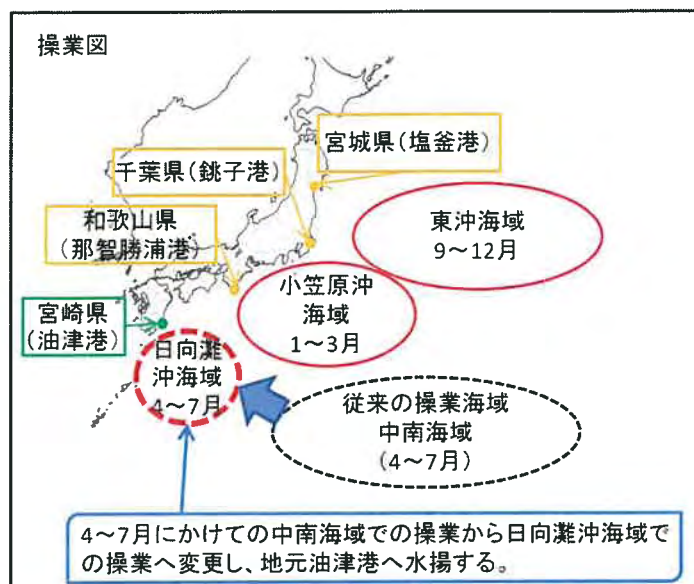 操業図
宮城県(塩釜港)
千葉県(銚子港)
和歌山県
(那智勝浦港)
東沖海域
9～12月
小笠原沖
海域
1～3月
宮崎県
(油津港)
日向灘
沖海域
4～7月
従来の操業海域
中南海域
(4～7月)
4～7月にかけての中南海域での操業から日向灘沖海域で
の操業へ変更し、地元油津港へ水揚する。